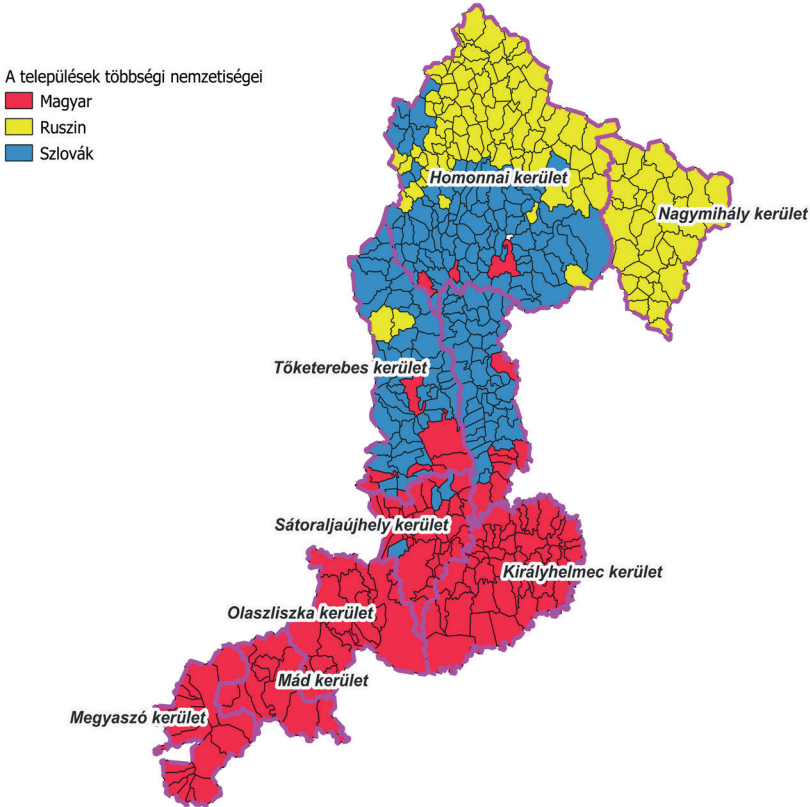 A települések többségi nemzetiségei
Magyar
Ruszin
Szlovák
Homonnai kerület
Nagymihály kerület
Tőketerebes kerület
Sátoraljaújhely kerület
Királyhelmec kerület
Olaszliszka kerület
Mád kerület
Megyaszó kerület